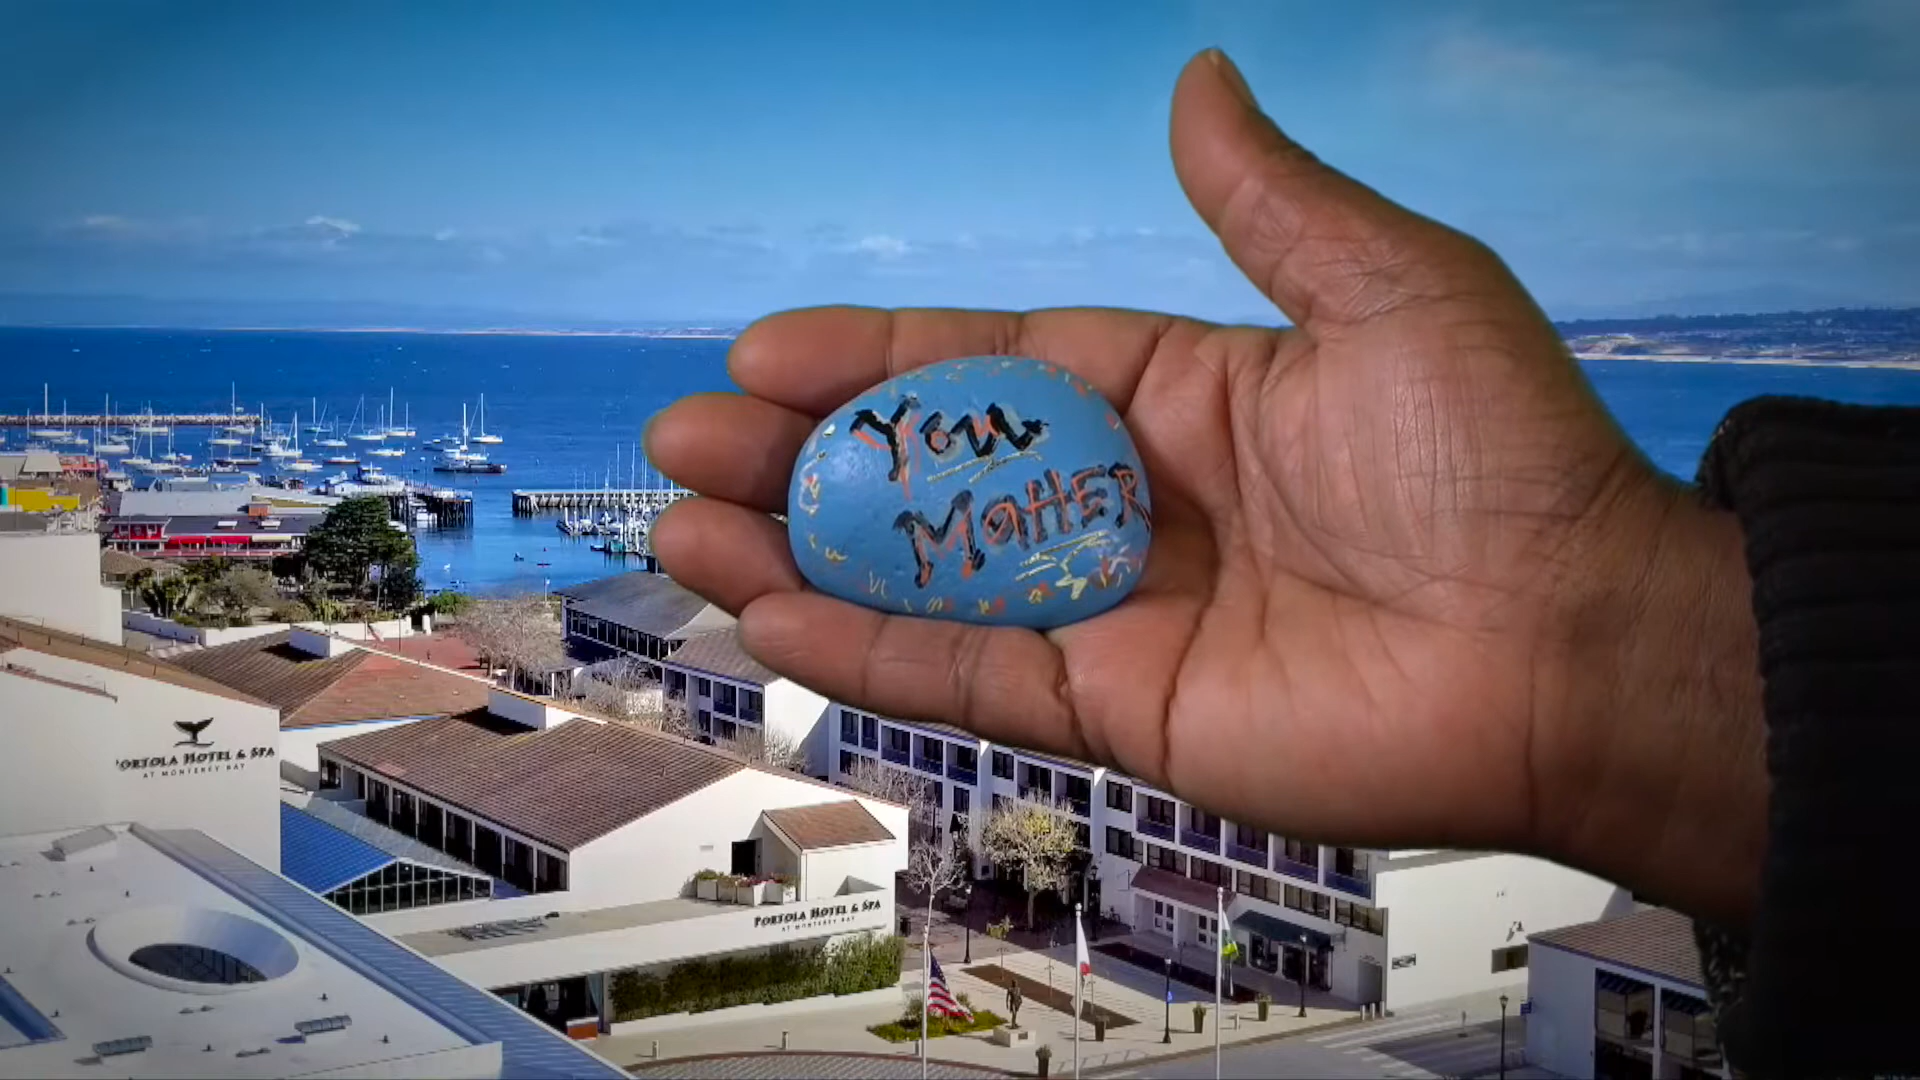 You
Matter
PORTOLA HOTEL & SPA
AT MONTEREY BAY
PORTOLA HOTEL & SPA
AT MONTEREY BAY